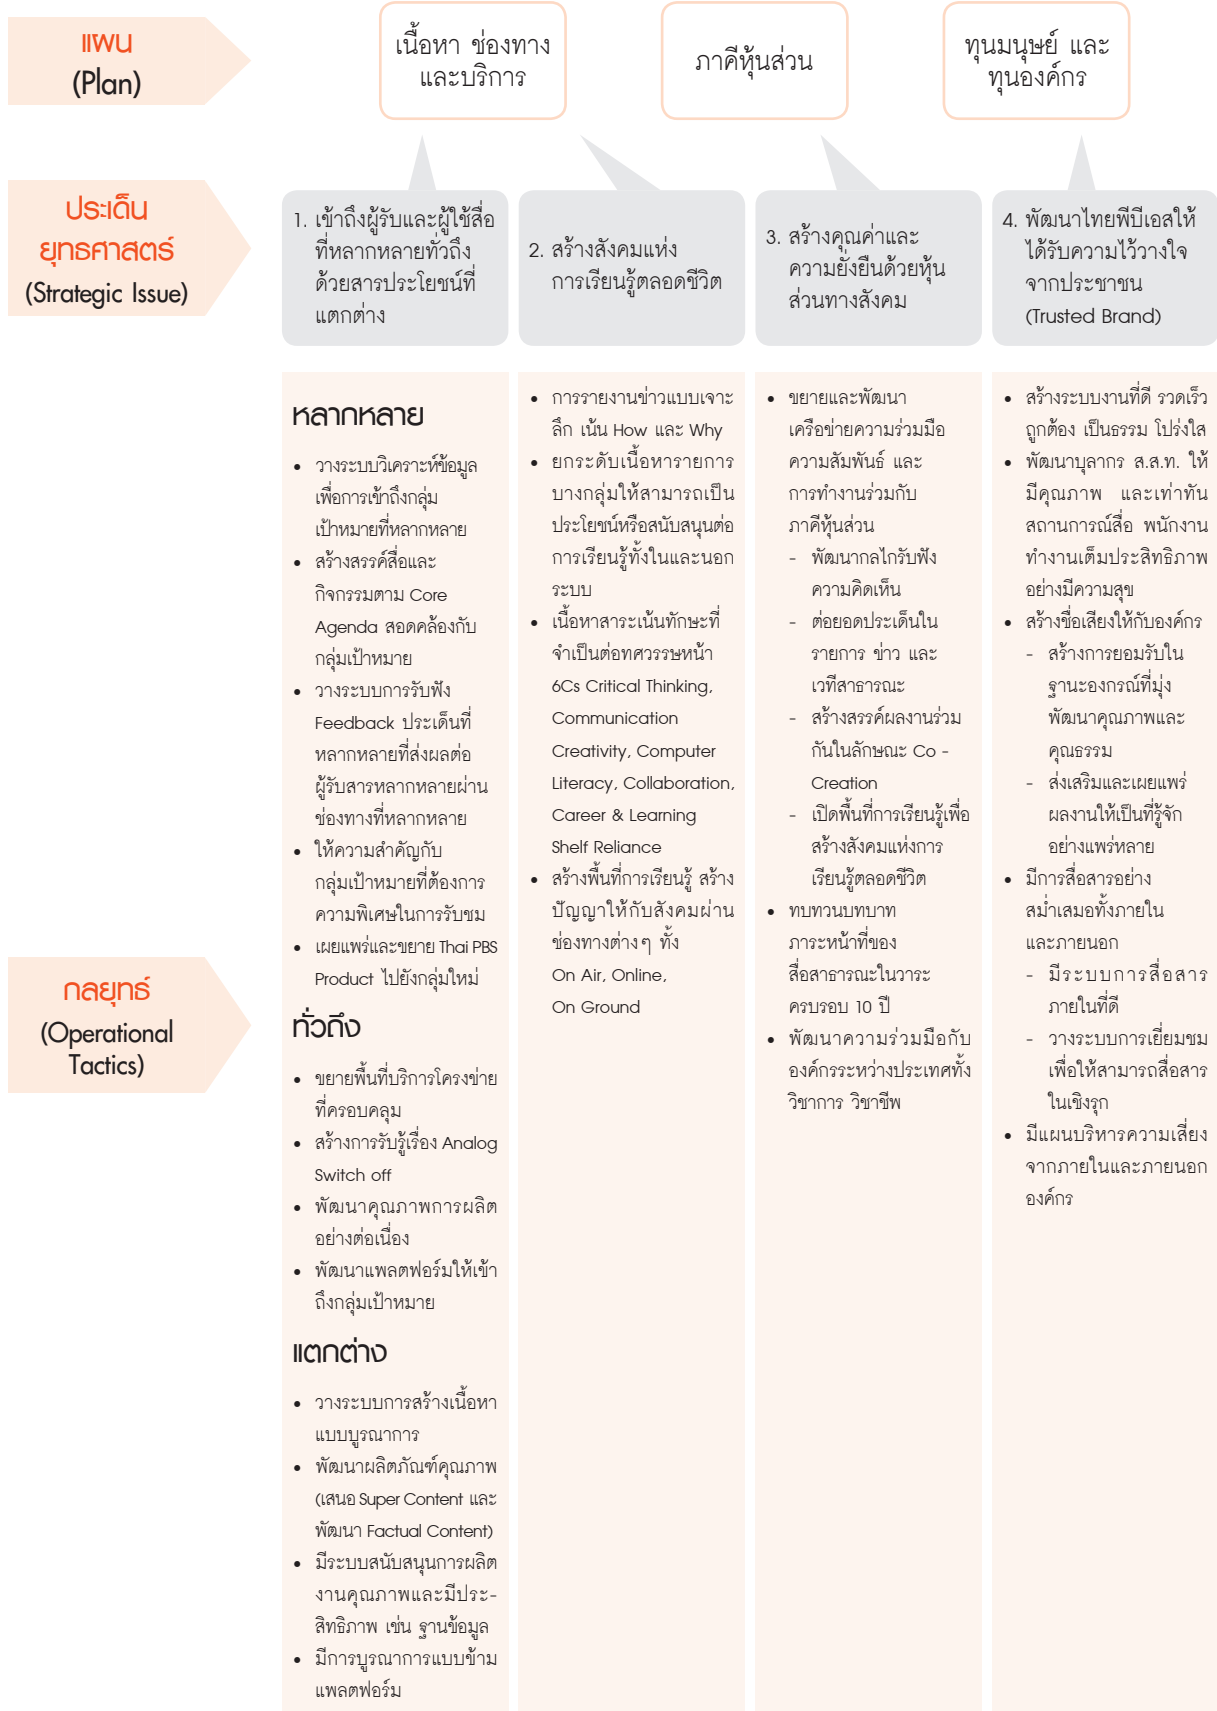 แผน
(Plan)
เนื้อหา ช่องทาง
และบริการ
ภาคีหุ้นส่วน
ทุนมนุษย์ และ
ทุนองค์กร
ประเด็น
ยุทธศาสตร์
(Strategic Issue)
1. เข้าถึงผู้รับและผู้ใช้สื่อ
ที่หลากหลายทั่วถึง
ด้วยสารประโยชน์ที่
แตกต่าง
2. สร้างสังคมแห่ง
การเรียนรู้ตลอดชีวิต
3. สร้างคุณค่าและ
ความยั่งยืนด้วยหุ้น
ส่วนทางสังคม
4. พัฒนาไทยพีบีเอสให้
ได้รับความไว้วางใจ
จากประชาชน
(Trusted Brand)
กลยุทธ์
(Operational
Tactics)
หลากหลาย
• วางระบบวิเคราะห์ข้อมูล
เพื่อการเข้าถึงกลุ่ม
เป้าหมายที่หลากหลาย
• สร้างสรรค์สื่อและ
กิจกรรมตาม Core
Agenda สอดคล้องกับ
กลุ่มเป้าหมาย
• วางระบบการรับฟัง
Feedback ประเด็นที่
หลากหลายที่ส่งผลต่อ
ผู้รับสารหลากหลายผ่าน
ช่องทางที่หลากหลาย
• ให้ความสำคัญกับ
กลุ่มเป้าหมายที่ต้องการ
ความพิเศษในการรับชม
• เผยแพร่และขยาย Thai PBS
Product ไปยังกลุ่มใหม่
ทั่วถึง
• ขยายพื้นที่บริการโครงข่าย
ที่ครอบคลุม
• สร้างการรับรู้เรื่อง Analog
Switch off
• พัฒนาคุณภาพการผลิต
อย่างต่อเนื่อง
• พัฒนาแพลตฟอร์มให้เข้า
ถึงกลุ่มเป้าหมาย
แตกต่าง
• วางระบบการสร้างเนื้อหา
แบบบูรณาการ
• พัฒนาผลิตภัณฑ์คุณภาพ
(เสนอ Super Content และ
พัฒนา Factual Content)
• มีระบบสนับสนุนการผลิต
งานคุณภาพและมีประ-
สิทธิภาพ เช่น ฐานข้อมูล
• มีการบูรณาการแบบข้าม
แพลตฟอร์ม
• การรายงานข่าวแบบเจาะ
ลึก เน้น How และ Why
• ยกระดับเนื้อหารายการ
บางกลุ่มให้สามารถเป็น
ประโยชน์หรือสนับสนุนต่อ
การเรียนรู้ทั้งในและนอก
ระบบ
• เนื้อหาสาระเน้นทักษะที่
จำเป็นต่อทศวรรษหน้า
6Cs Critical Thinking,
Communication
Creativity, Computer
Literacy, Collaboration,
Career & Learning
Shelf Reliance
• สร้างพื้นที่การเรียนรู้ สร้าง
ปัญญาให้กับสังคมผ่าน
ช่องทางต่างๆ ทั้ง
On Air, Online,
On Ground
• ขยายและพัฒนา
เครือข่ายความร่วมมือ
ความสัมพันธ์ และ
การทำงานร่วมกับ
ภาคีหุ้นส่วน
- พัฒนากลไกรับฟัง
ความคิดเห็น
- ต่อยอดประเด็นใน
รายการ ข่าว และ
เวทีสาธารณะ
- สร้างสรรค์ผลงานร่วม
กันในลักษณะ Co -
Creation
- เปิดพื้นที่การเรียนรู้เพื่อ
สร้างสังคมแห่งการ
เรียนรู้ตลอดชีวิต
• ทบทวนบทบาท
ภาระหน้าที่ของ
สื่อสาธารณะในวาระ
ครบรอบ 10 ปี
• พัฒนาความร่วมมือกับ
องค์กรระหว่างประเทศทั้ง
วิชาการ วิชาชีพ
• สร้างระบบงานที่ดี รวดเร็ว
ถูกต้อง เป็นธรรม โปร่งใส
• พัฒนาบุลากร ส.ส.ท. ให้
มีคุณภาพ และเท่าทัน
สถานการณ์สื่อ พนักงาน
ทำงานเต็มประสิทธิภาพ
อย่างมีความสุข
• สร้างชื่อเสียงให้กับองค์กร
- สร้างการยอมรับใน
ฐานะองกรณ์ที่มุ่ง
พัฒนาคุณภาพและ
คุณธรรม
- ส่งเสริมและเผยแพร่
ผลงานให้เป็นที่รู้จัก
อย่างแพร่หลาย
• มีการสื่อสารอย่าง
สม่ำเสมอทั้งภายใน
และภายนอก
- มีระบบการสื่อสาร
ภายในที่ดี
- วางระบบการเยี่ยมชม
เพื่อให้สามารถสื่อสาร
ในเชิงรุก
• มีแผนบริหารความเสี่ยง
จากภายในและภายนอก
องค์กร